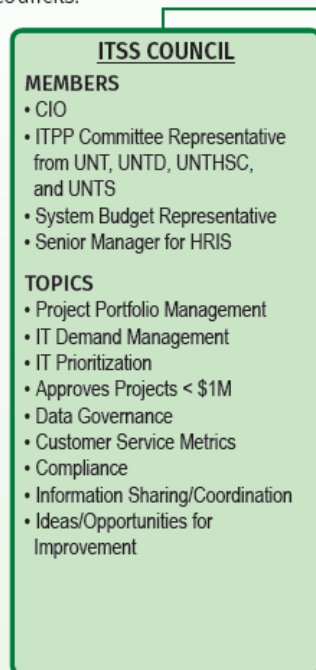 ITSS COUNCIL
MEMBERS
• CIO
• ITPP Committee Representative
from UNT, UNTD, UNTHSC,
and UNTS
• System Budget Representative
• Senior Manager for HRIS
TOPICS
• Project Portfolio Management
• IT Demand Management
• IT Prioritization
• Approves Projects < $1M
• Data Governance
• Customer Service Metrics
• Compliance
• Information Sharing/Coordination
• Ideas/Opportunities for
Improvement